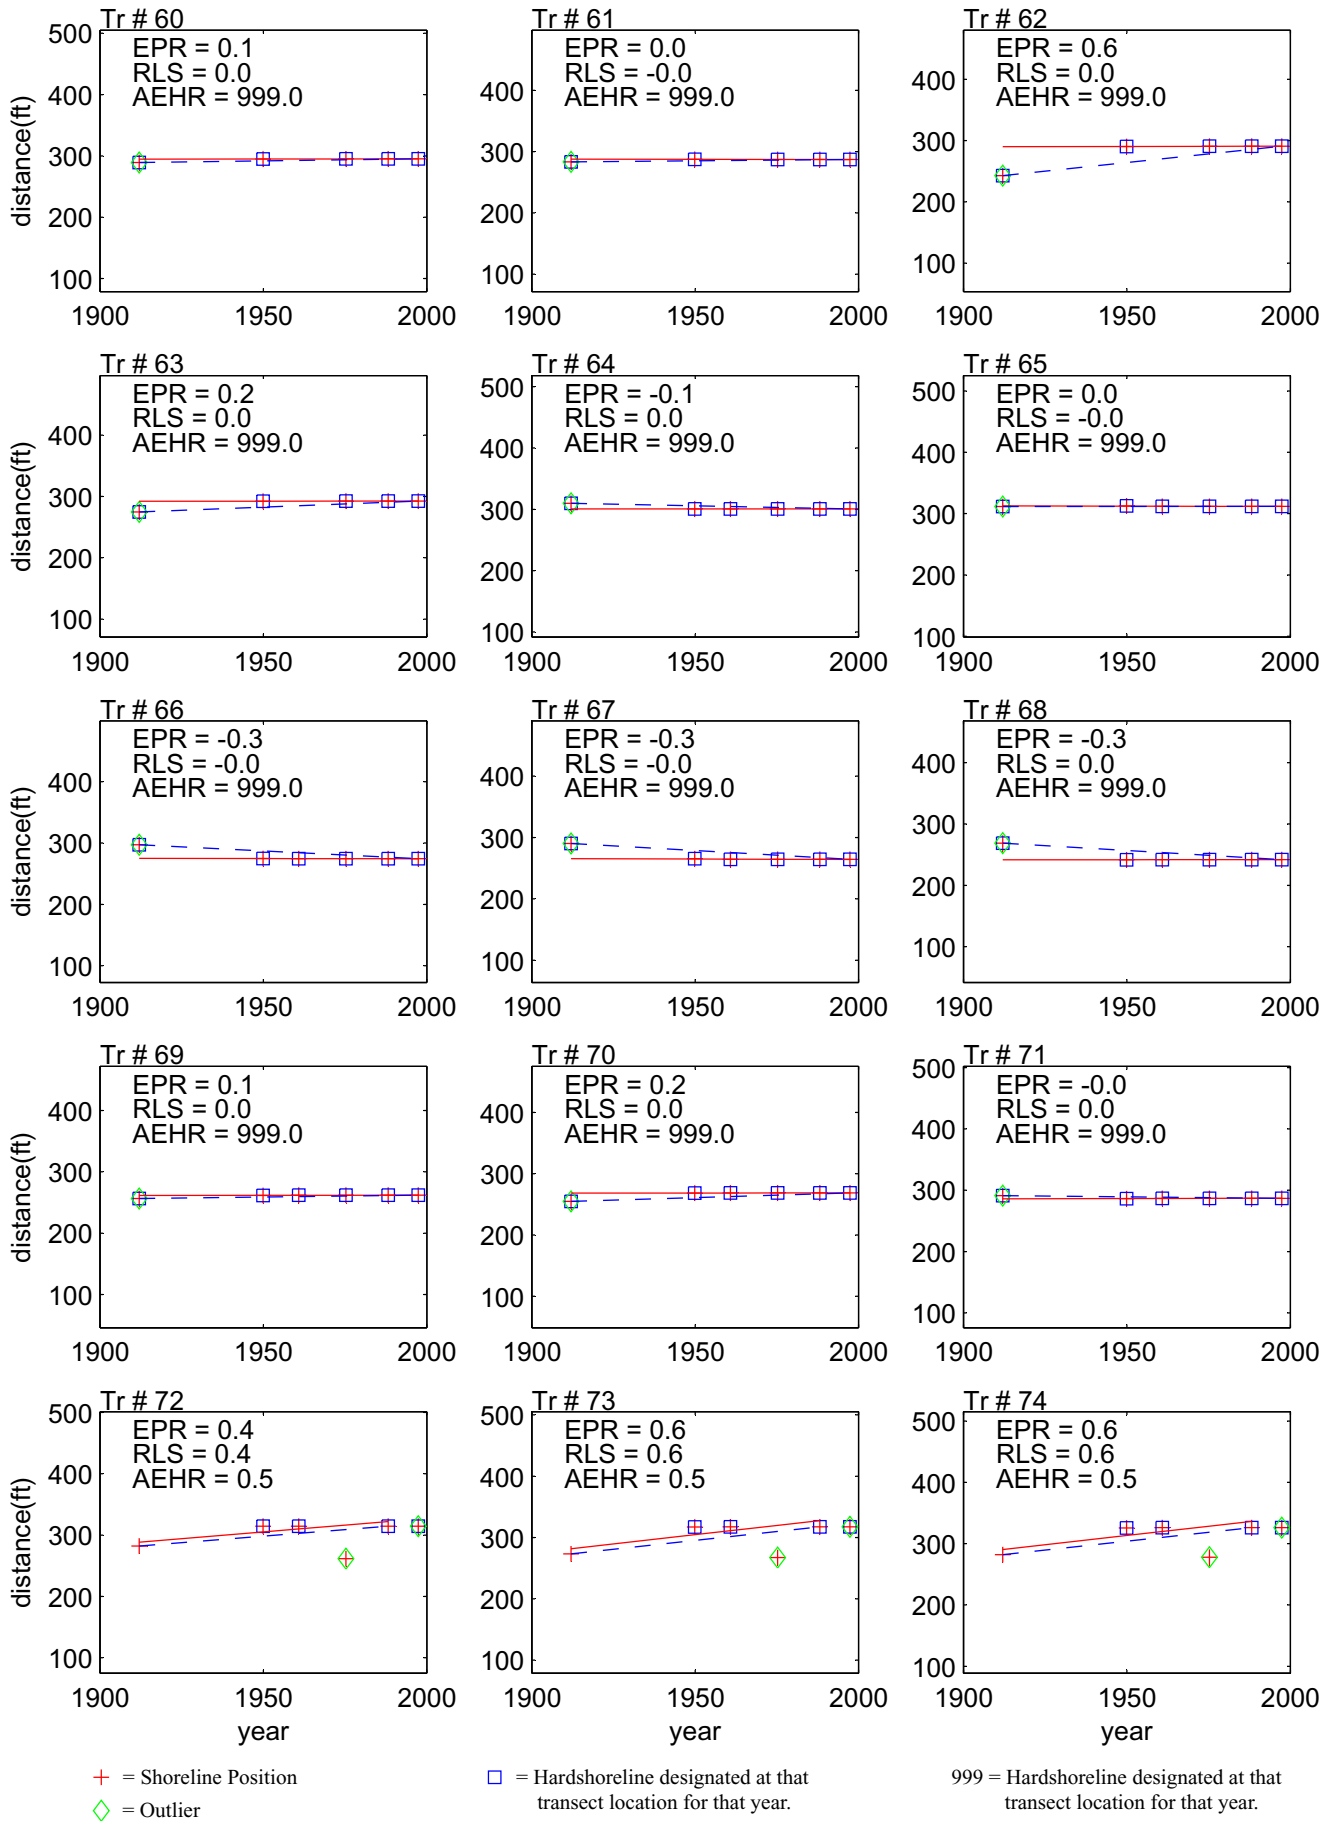 Tr # 60
EPR = 0.1
RLS = 0.0
AEHR = 999.0
500
400
300
200
100
distance(ft)
1900
1950
2000
Tr # 61
EPR = 0.0
RLS = -0.0
AEHR = 999.0
400
300
200
100
1900
1950
2000
Tr # 62
EPR = 0.6
RLS = 0.0
AEHR = 999.0
400
300
200
100
1900
1950
2000
Tr # 63
EPR = 0.2
RLS = 0.0
AEHR = 999.0
400
300
200
100
distance(ft)
1900
1950
2000
Tr # 64
EPR = -0.1
RLS = 0.0
AEHR = 999.0
500
400
300
200
100
1900
1950
2000
Tr # 65
EPR = 0.0
RLS = -0.0
AEHR = 999.0
500
400
300
200
100
1900
1950
2000
Tr # 66
EPR = -0.3
RLS = -0.0
AEHR = 999.0
400
300
200
100
distance(ft)
1900
1950
2000
Tr # 67
EPR = -0.3
RLS = -0.0
AEHR = 999.0
400
300
200
100
1900
1950
2000
Tr # 68
EPR = -0.3
RLS = 0.0
AEHR = 999.0
400
300
200
100
1900
1950
2000
Tr # 69
EPR = 0.1
RLS = 0.0
AEHR = 999.0
400
300
200
100
distance(ft)
1900
1950
2000
Tr # 70
EPR = 0.2
RLS = 0.0
AEHR = 999.0
400
300
200
100
1900
1950
2000
Tr # 71
EPR = -0.0
RLS = 0.0
AEHR = 999.0
500
400
300
200
100
1900
1950
2000
Tr # 72
EPR = 0.4
RLS = 0.4
AEHR = 0.5
500
400
300
200
100
distance(ft)
1900
1950
2000
year
Tr # 73
EPR = 0.6
RLS = 0.6
AEHR = 0.5
500
400
300
200
100
1900
1950
2000
year
Tr # 74
EPR = 0.6
RLS = 0.6
AEHR = 0.5
500
400
300
200
100
1900
1950
2000
year
= Shoreline Position
= Outlier
= Hardshoreline designated at that
transect location for that year.
999 = Hardshoreline designated at that
transect location for that year.